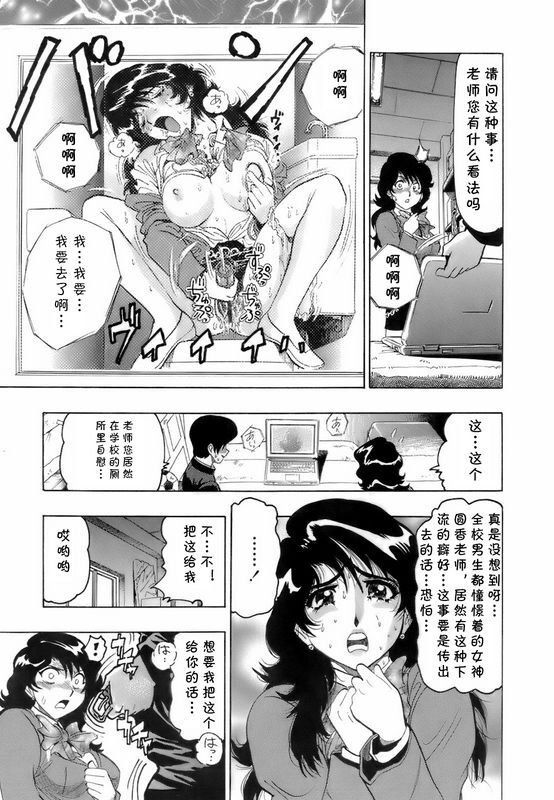 请问这种事…
老师您有什么看法吗
啊啊啊
啊啊
啊啊
啊啊啊
我…我要…
我要去了啊…
这…这个
老师您居然
在学校的厕
所里自慰…
真是没想到呀…
全校男生都憧憬着的女神
圆香老师，居然有这种下
流的癖好…这事要是传出
去的话…恐怕…
……
不…不！
把这给我
哎哟哟
想要我把这个
给你的话…
は…
はっ…
！